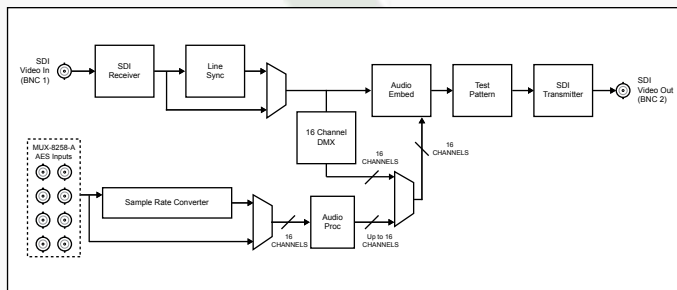 SDI
Video In
(BNC 1)
SDI
Receiver
Line
Sync
Audio
Embed
Test
Pattern
SDI
Transmitter
SDI
Video Out
(BNC 2)
16 Channel
DMX
16
CHANNELS
16
CHANNELS
MUX-8258-A
AES Inputs
Sample Rate Converter
16
CHANNELS
Audio
Proc
Up to 16
CHANNELS